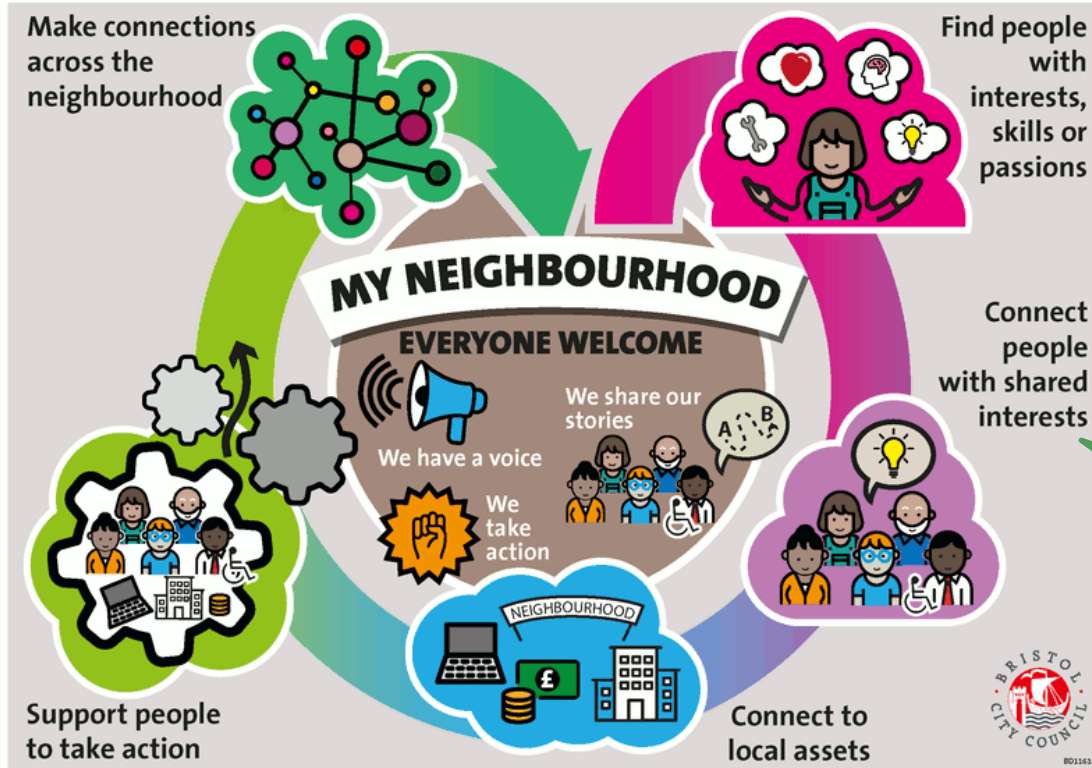 Make connections
across the
neighbourhood
Find people
with
interests,
skills or
passions
MY NEIGHBOURHOOD
EVERYONE WELCOME
We have a voice
We share our
stories
A B
We
take
action
Connect
people
with shared
interests
NEIGHBOURHOOD
£
Support people
to take action
Connect to
local assets
BRISTOL
CITY COUNCIL